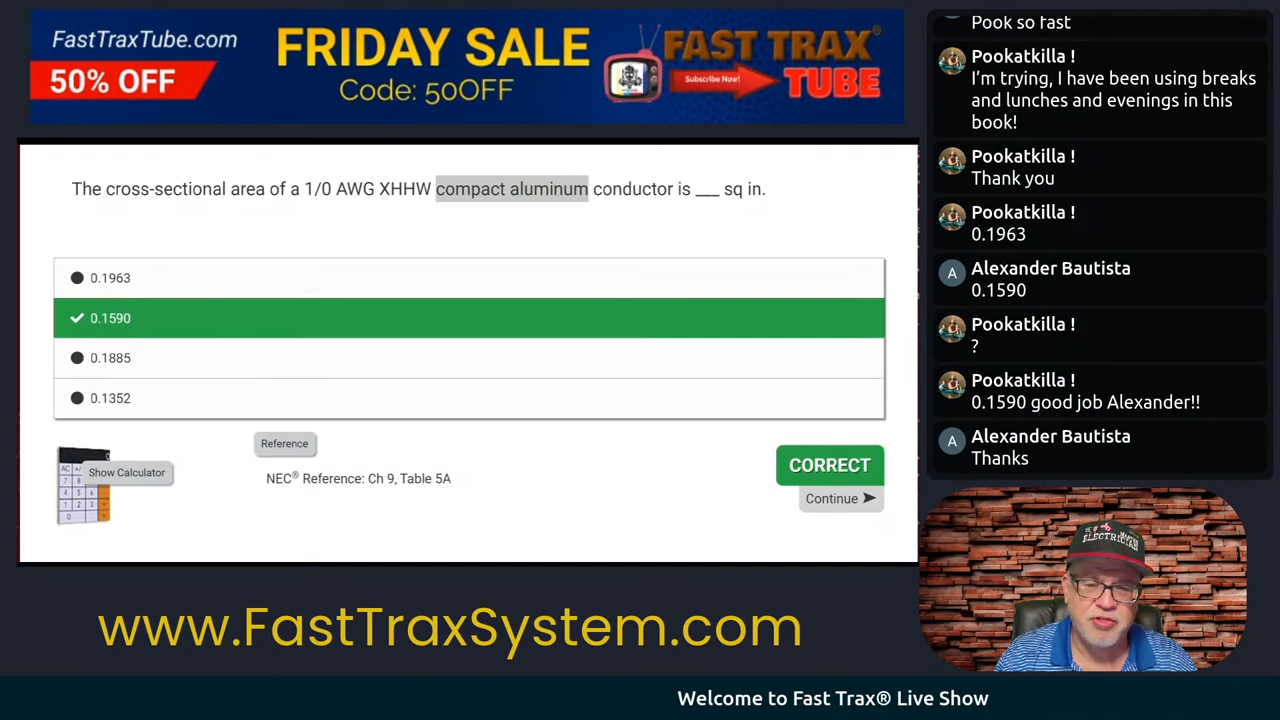 FastTraxTube.com
50% OFF
FRIDAY SALE
Code: 50OFF
FAST TRAX®
Subscribe Now!
TUBE
The cross-sectional area of a 1/0 AWG XHHW compact aluminum conductor is ___ sq in.
0.1963
0.1590
0.1885
0.1352
Show Calculator
Reference
NEC® Reference: Ch 9, Table 5A
CORRECT
Continue
www.FastTraxSystem.com
Pook so fast
Pookatkilla !
I'm trying, I have been using breaks
and lunches and evenings in this
book!
Pookatkilla !
Thank you
Pookatkilla !
0.1963
A
Alexander Bautista
0.1590
Pookatkilla !
?
Pookatkilla !
0.1590 good job Alexander!!
A
Alexander Bautista
Thanks
ELECTRICIAN
Welcome to Fast Trax® Live Show